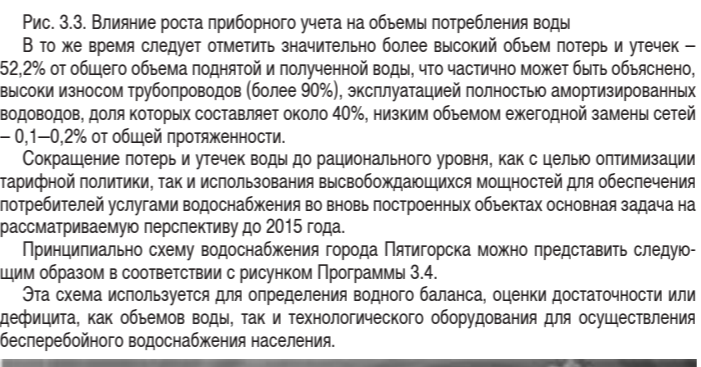 Рис. 3.3. Влияние роста приборного учета на объемы потребления воды
В то же время следует отметить значительно более высокий объем потерь и утечек –
52,2% от общего объема поднятой и полученной воды, что частично может быть объяснено,
высоки износом трубопроводов (более 90%), эксплуатацией полностью амортизированных
водоводов, доля которых составляет около 40%, низким объемом ежегодной замены сетей
– 0,1–0,2% от общей протяженности.
Сокращение потерь и утечек воды до рационального уровня, как с целью оптимизации
тарифной политики, так и использования высвобождающихся мощностей для обеспечения
потребителей услугами водоснабжения во вновь построенных объектах основная задача на
рассматриваемую перспективу до 2015 года.
Принципиально схему водоснабжения города Пятигорска можно представить следую-
щим образом в соответствии с рисунком Программы 3.4.
Эта схема используется для определения водного баланса, оценки достаточности или
дефицита, как объемов воды, так и технологического оборудования для осуществления
бесперебойного водоснабжения населения.